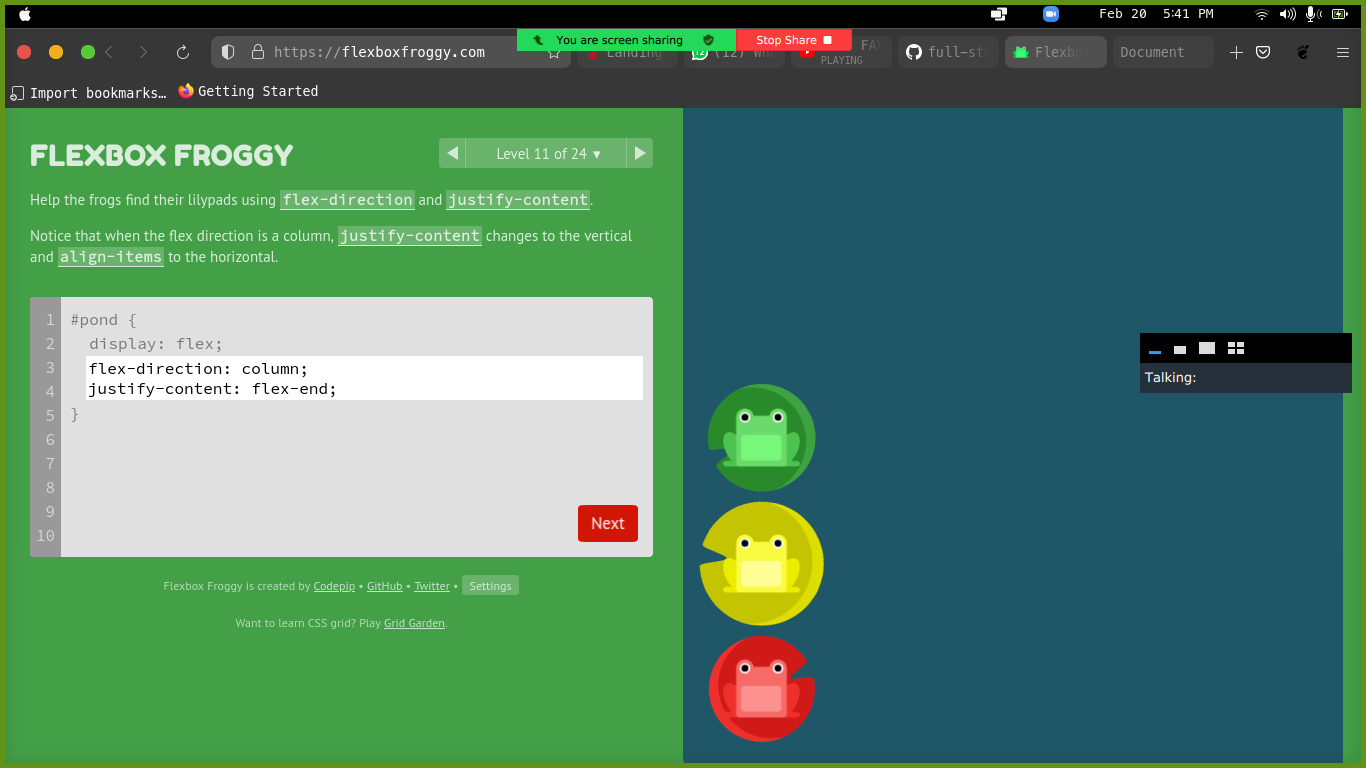 Feb 20 5:41 PM
You are screen sharing
Stop Share
https://flexboxfroggy.com
Landing
(12) Wh
FAV
PLAYING
full-st
Flexbo
Document
Import bookmarks…
Getting Started
FLEXBOX FROGGY
Level 11 of 24 ▾
Help the frogs find their lilypads using flex-direction and justify-content.
Notice that when the flex direction is a column, justify-content changes to the vertical
and align-items to the horizontal.
1 #pond {
2 display: flex;
3 flex-direction: column;
4 justify-content: flex-end;
5 }
6
7
8
9
10
Next
Flexbox Froggy is created by Codepip • GitHub • Twitter • Settings
Want to learn CSS grid? Play Grid Garden.
Talking: